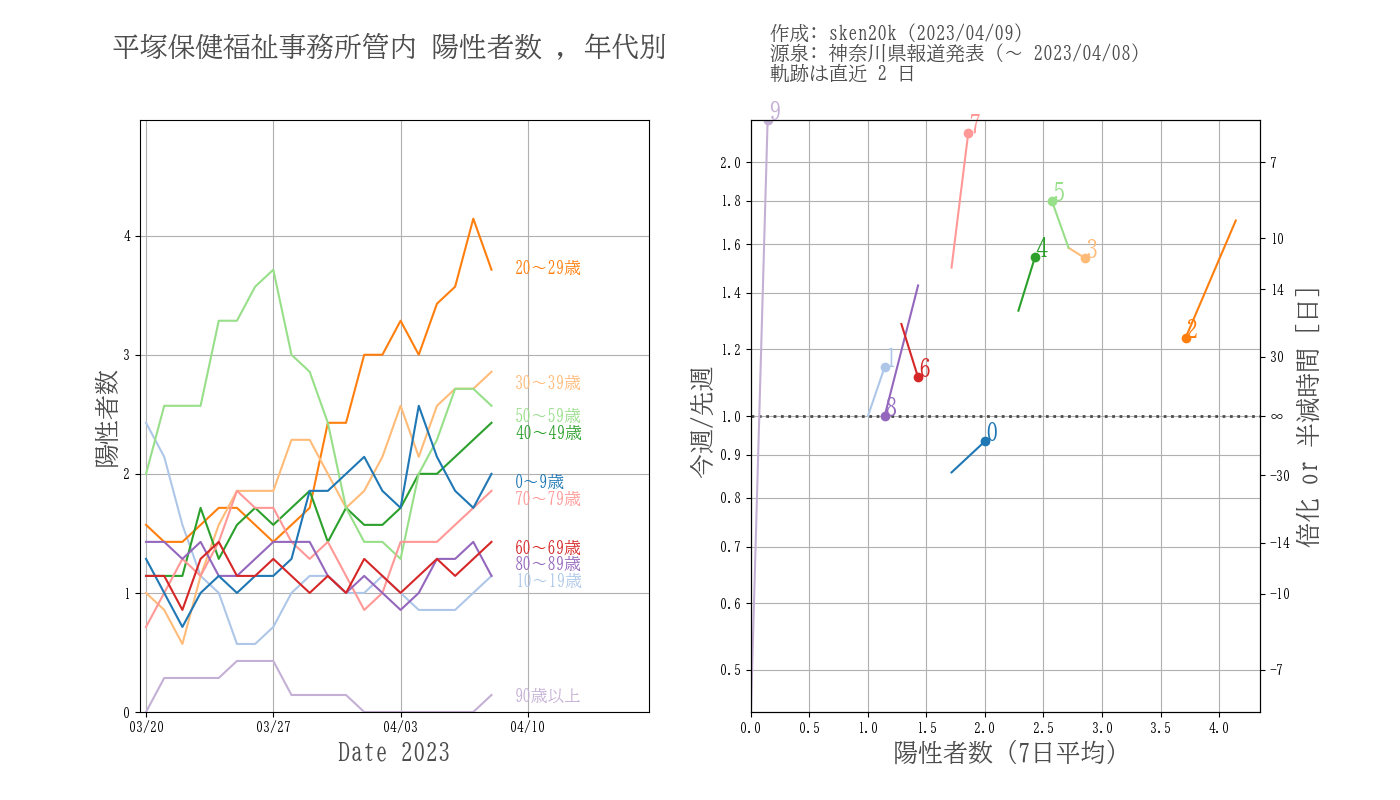 平塚保健福祉事務所管内 陽性者数 , 年代別
作成: sken20k (2023/04/09)
源泉: 神奈川県報道発表 (～ 2023/04/08)
軌跡は直近 2 日
陽性者数
4
3
2
1
0
20～29歳
30～39歳
50～59歳
40～49歳
0～9歳
70～79歳
60～69歳
80～89歳
10～19歳
90歳以上
03/20
03/27
04/03
04/10
Date 2023
今週/先週
2.0
1.8
1.6
1.4
1.2
1.0
0.9
0.8
0.7
0.6
0.5
9
7
5
4
3
2
1
6
8
0
0.0
0.5
1.0
1.5
2.0
2.5
3.0
3.5
4.0
陽性者数 (7日平均)
7
10
14
30
∞
−30
−14
−10
−7
倍化 or 半減時間 [日]